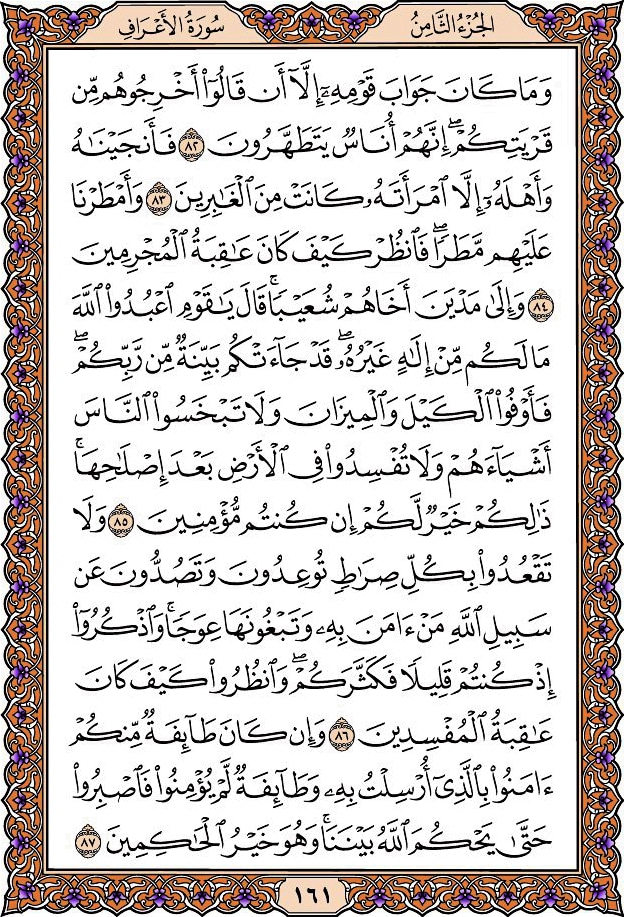 الجُزْءُ الثَّامِنُ
سُورَةُ الأَعْرَافِ
وَمَا كَانَ جَوَابَ قَوْمِهِۦٓ إِلَّآ أَن قَالُوٓا۟ أَخْرِجُوهُم مِّن
قَرْيَتِكُمْۖ إِنَّهُمْ أُنَاسٌ يَتَطَهَّرُونَ ٨٢ فَأَنجَيْنَٰهُ
وَأَهْلَهُۥٓ إِلَّا ٱمْرَأَتَهُۥ كَانَتْ مِنَ ٱلْغَٰبِرِينَ ٨٣ وَأَمْطَرْنَا
عَلَيْهِم مَّطَرًاۖ فَٱنظُرْ كَيْفَ كَانَ عَٰقِبَةُ ٱلْمُجْرِمِينَ
٨٤ وَإِلَىٰ مَدْيَنَ أَخَاهُمْ شُعَيْبًاۚ قَالَ يَٰقَوْمِ ٱعْبُدُوا۟ ٱللَّهَ
مَا لَكُم مِّنْ إِلَٰهٍ غَيْرُهُۥۖ قَدْ جَآءَتْكُم بَيِّنَةٌ مِّن رَّبِّكُمْۖ
فَأَوْفُوا۟ ٱلْكَيْلَ وَٱلْمِيزَانَ وَلَا تَبْخَسُوا۟ ٱلنَّاسَ
أَشْيَآءَهُمْ وَلَا تُفْسِدُوا۟ فِى ٱلْأَرْضِ بَعْدَ إِصْلَٰحِهَاۚ
ذَٰلِكُمْ خَيْرٌ لَّكُمْ إِن كُنتُم مُّؤْمِنِينَ ٨٥ وَلَا
تَقْعُدُوا۟ بِكُلِّ صِرَٰطٍ تُوعِدُونَ وَتَصُدُّونَ عَن
سَبِيلِ ٱللَّهِ مَنْ ءَامَنَ بِهِۦ وَتَبْغُونَهَا عِوَجًاۚ وَٱذْكُرُوٓا۟
إِذْ كُنتُمْ قَلِيلًا فَكَثَّرَكُمْۖ وَٱنظُرُوا۟ كَيْفَ كَانَ
عَٰقِبَةُ ٱلْمُفْسِدِينَ ٨٦ وَإِن كَانَ طَآئِفَةٌ مِّنكُمْ
ءَامَنُوا۟ بِٱلَّذِىٓ أُرْسِلْتُ بِهِۦ وَطَآئِفَةٌ لَّمْ يُؤْمِنُوا۟ فَٱصْبِرُوا۟
حَتَّىٰ يَحْكُمَ ٱللَّهُ بَيْنَنَاۚ وَهُوَ خَيْرُ ٱلْحَٰكِمِينَ ٨٧
١٦١